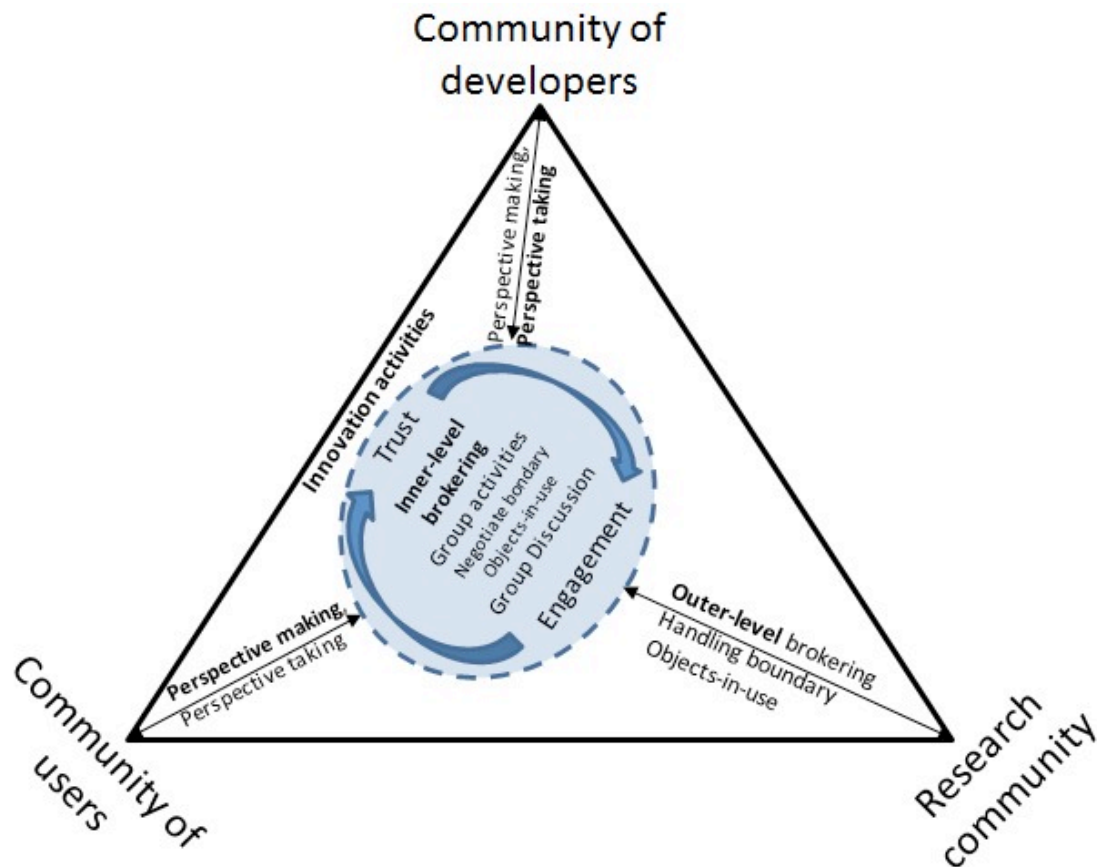 Community of
developers
Perspective making,
Perspective taking
Innovation activities
Trust
Inner-level
brokering
Group activities
Negotiate bondary
Objects-in-use
Group Discussion
Engagement
Perspective making,
Perspective taking
Outer-level brokering
Handling boundary
Objects-in-use
Community of
users
Research
community